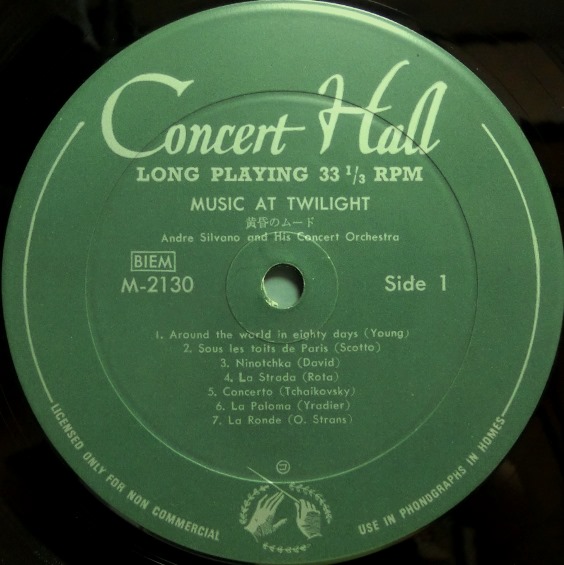 Concert Hall
LONG PLAYING 33 1/3 RPM
MUSIC AT TWILIGHT
黄昏のムード
Andre Silvano and His Concert Orchestra
BIEM
M-2130
Side 1
1. Around the world in eighty days (Young)
2. Sous les toits de Paris (Scotto)
3. Ninotchka (David)
4. La Strada (Rota)
5. Concerto (Tchaikovsky)
6. La Paloma (Yradier)
7. La Ronde (O. Strans)
コ
LICENSED ONLY FOR NON COMMERCIAL
USE IN PHONOGRAPHS IN HOMES